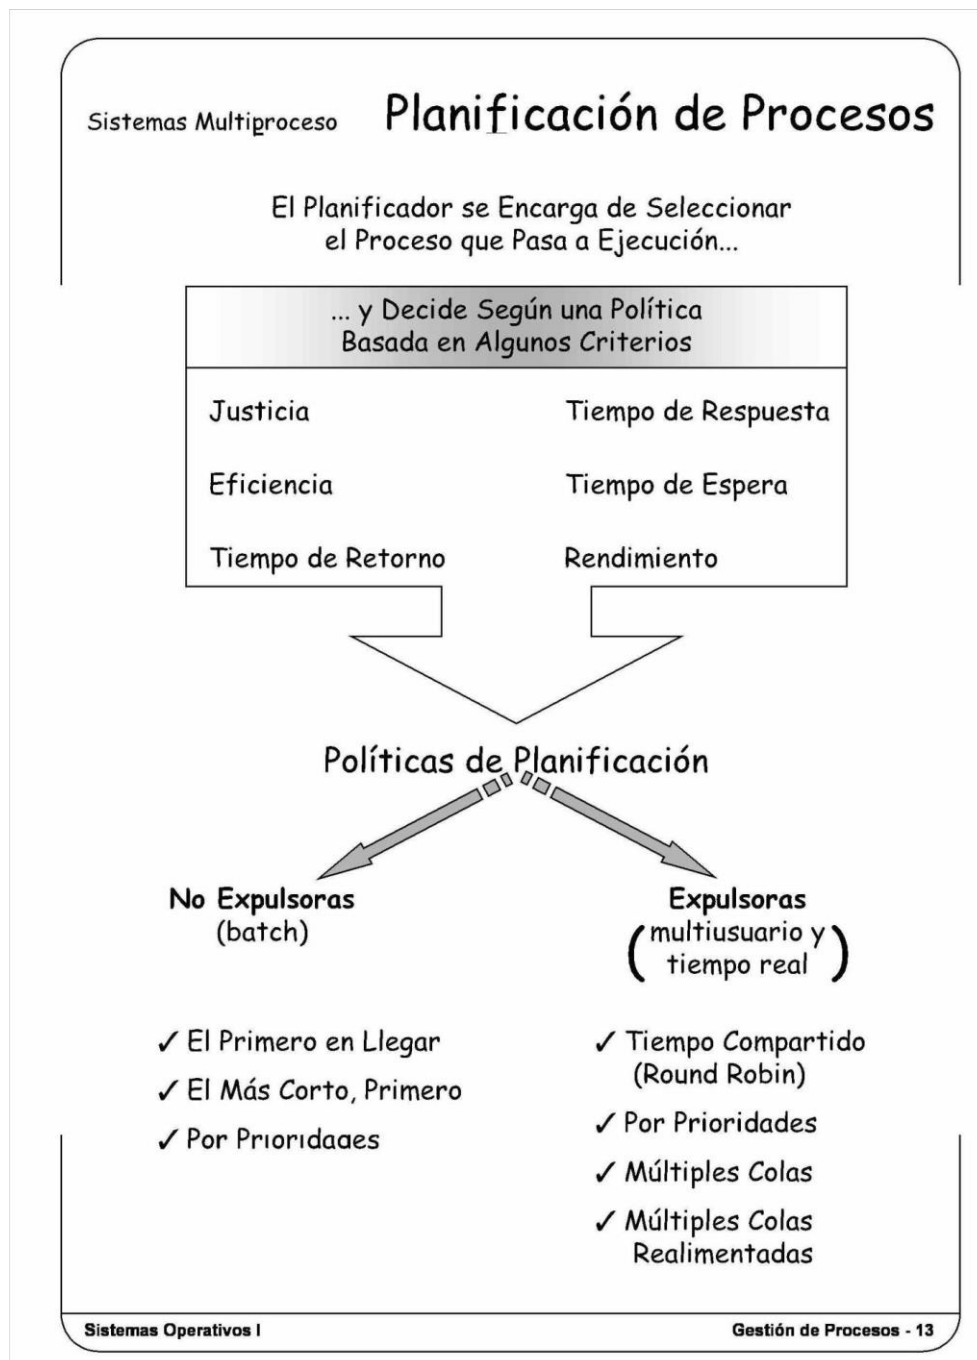 Sistemas Multiproceso
Planificación de Procesos
El Planificador se Encarga de Seleccionar
el Proceso que Pasa a Ejecución...
... y Decide Según una Política
Basada en Algunos Criterios
Justicia
Tiempo de Respuesta
Eficiencia
Tiempo de Espera
Tiempo de Retorno
Rendimiento
Políticas de Planificación
No Expulsoras
(batch)
✓ El Primero en Llegar
✓ El Más Corto, Primero
✓ Por Prioridades
Expulsoras
(multiusuario y
tiempo real)
✓ Tiempo Compartido
(Round Robin)
✓ Por Prioridades
✓ Múltiples Colas
✓ Múltiples Colas
Realimentadas
Sistemas Operativos I
Gestión de Procesos - 13